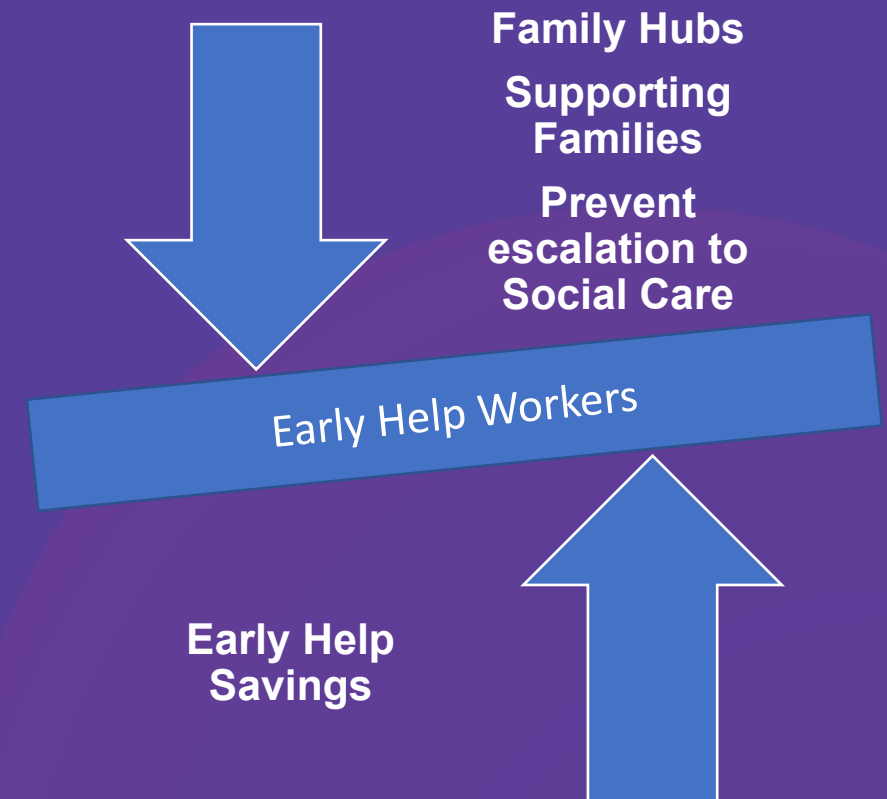 Family Hubs
Supporting
Families
Prevent
escalation to
Social Care
Early Help Workers
Early Help
Savings